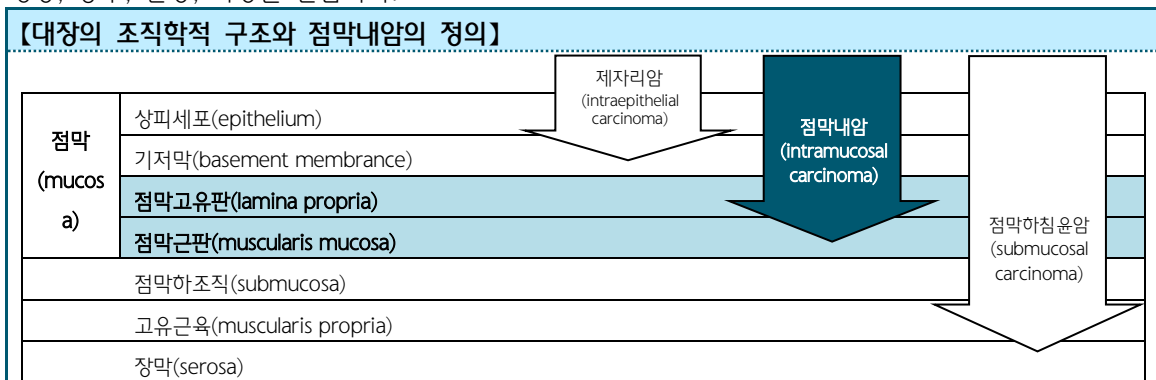 【대장의 조직학적 구조와 점막내암의 정의】
제자리암
(intraepithelial
carcinoma)
점막내암
(intramucosal
carcinoma)
점막하침윤암
(submucosal
carcinoma)
점막
(mucos
a)
상피세포(epithelium)
기저막(basement membrane)
점막고유판(lamina propria)
점막근판(muscularis mucosa)
점막하조직(submucosa)
고유근육(muscularis propria)
장막(serosa)